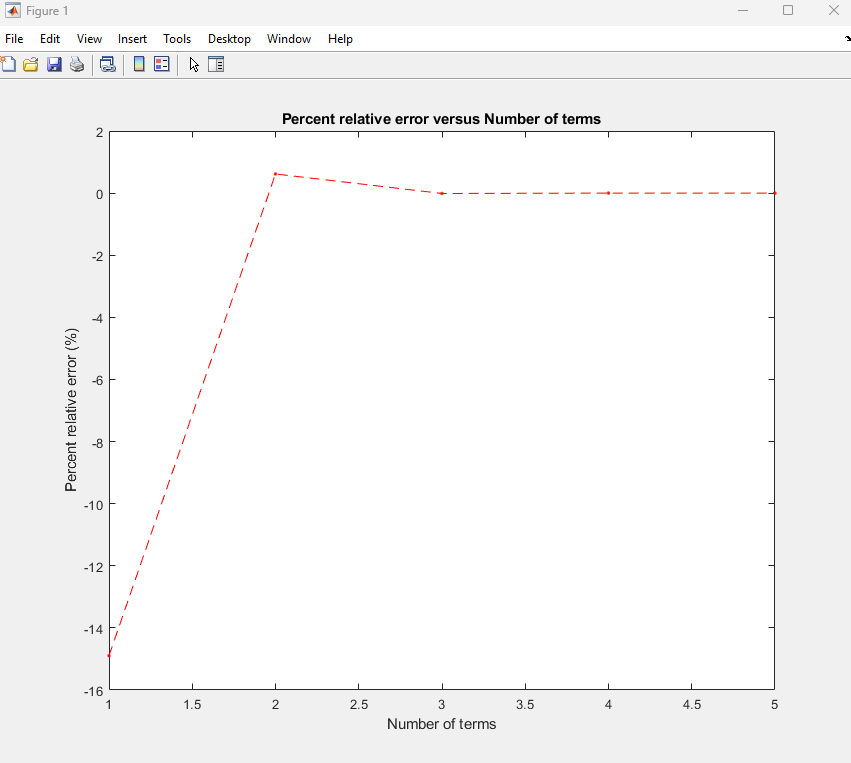 Figure 1
File Edit View Insert Tools Desktop Window Help
Percent relative error versus Number of terms
Percent relative error (%)
2
0
-2
-4
-6
-8
-10
-12
-14
-16
1 1.5 2 2.5 3 3.5 4 4.5 5
Number of terms